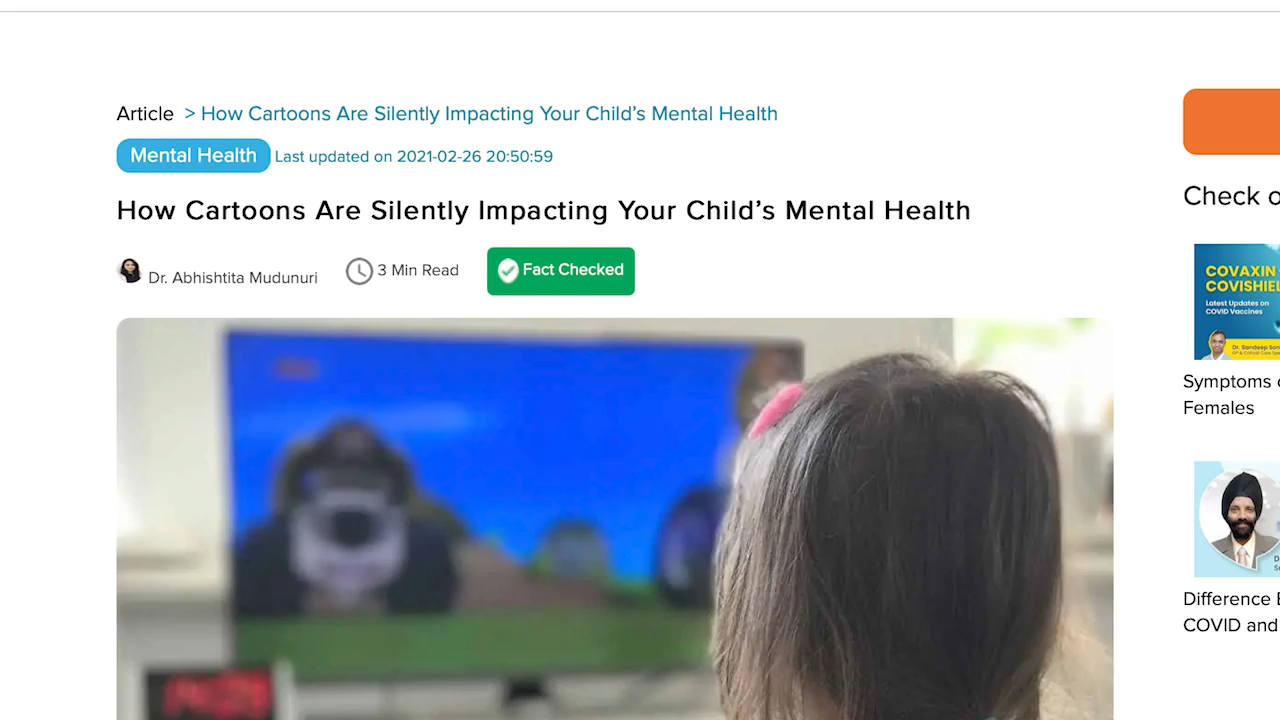 Article > How Cartoons Are Silently Impacting Your Child's Mental Health
Mental Health Last updated on 2021-02-26 20:50:59
How Cartoons Are Silently Impacting Your Child's Mental Health
Dr. Abhishtita Mudunuri
3 Min Read
Fact Checked
Check
COVAXIN
Latest Updates on
COVID Vaccines
Dr. Sandeep
Symptoms
Females
Difference
COVID and